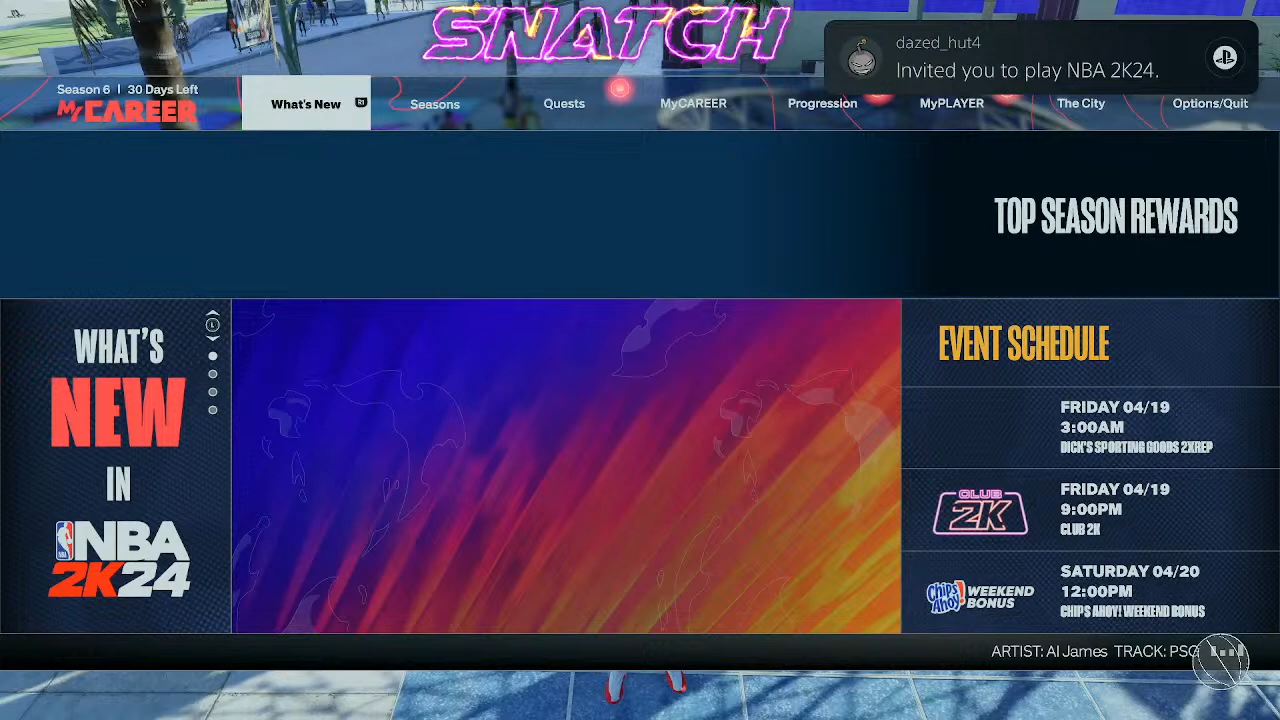 SNATCH
dazed_hut4
Invited you to play NBA 2K24.
Season 6 | 30 Days Left
MyCAREER
What's New
Seasons
Quests
MyCAREER
Progression
MyPLAYER
The City
Options/Quit
TOP SEASON REWARDS
WHAT'S
NEW
IN
NBA
2K24
EVENT SCHEDULE
FRIDAY 04/19
3:00AM
DICK'S SPORTING GOODS 2XREP
CLUB
2K
FRIDAY 04/19
9:00PM
CLUB 2K
Chips
Ahoy!
WEEKEND
BONUS
SATURDAY 04/20
12:00PM
CHIPS AHOY! WEEKEND BONUS
ARTIST: AI James TRACK: PSG